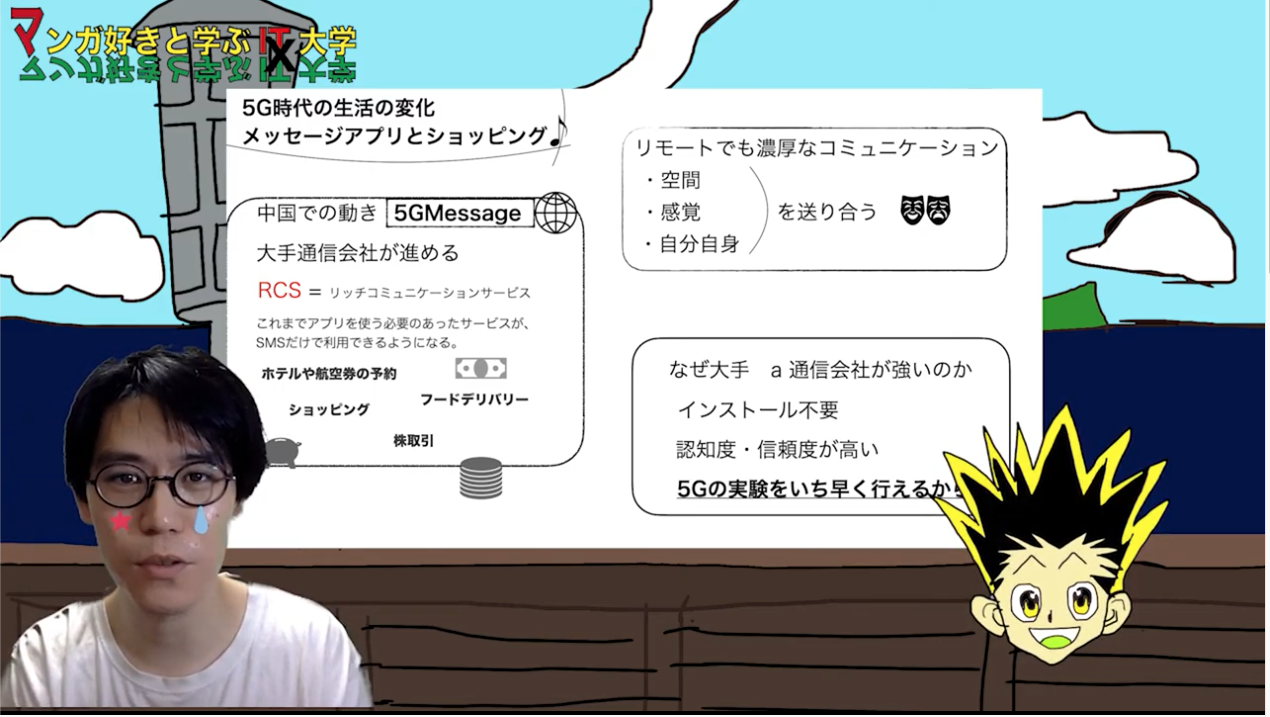 マンガ好きと学ぶIT大学
X
5G時代の生活の変化
メッセージアプリとショッピング
中国での動き 5GMessage
大手通信会社が進める
RCS = リッチコミュニケーションサービス
これまでアプリを使う必要のあったサービスが、
SMSだけで利用できるようになる。
ホテルや航空券の予約
フードデリバリー
ショッピング
株取引
リモートでも濃厚なコミュニケーション
・空間
・感覚 を送り合う
・自分自身
なぜ大手 a 通信会社が強いのか
インストール不要
認知度・信頼度が高い
5Gの実験をいち早く行えるから